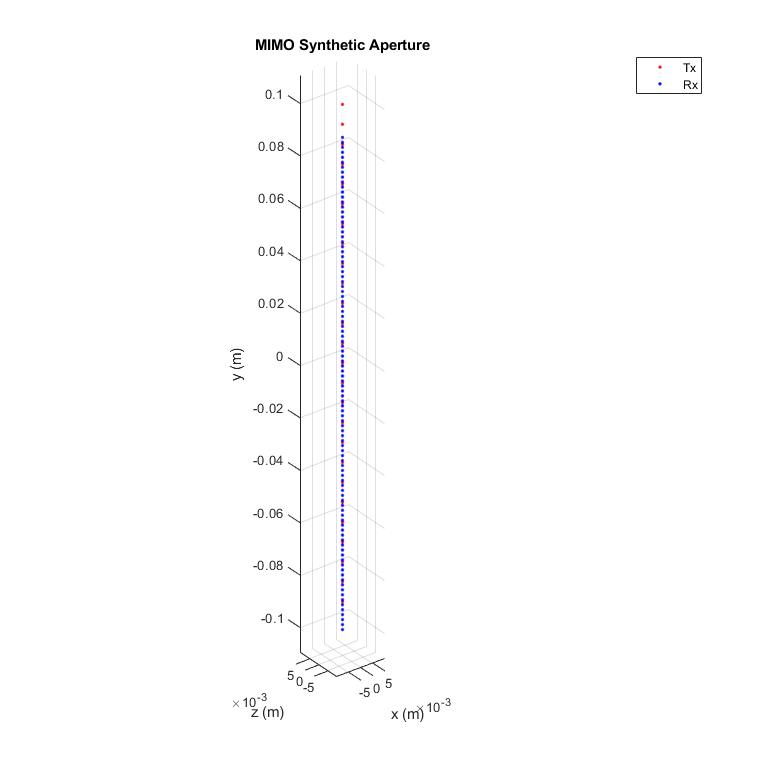 MIMO Synthetic Aperture
Tx
Rx
0.1
0.08
0.06
0.04
0.02
0
-0.02
-0.04
-0.06
-0.08
-0.1
y (m)
5 0 -5
× 10⁻³
z (m)
-5 0 5
× 10⁻³
x (m)